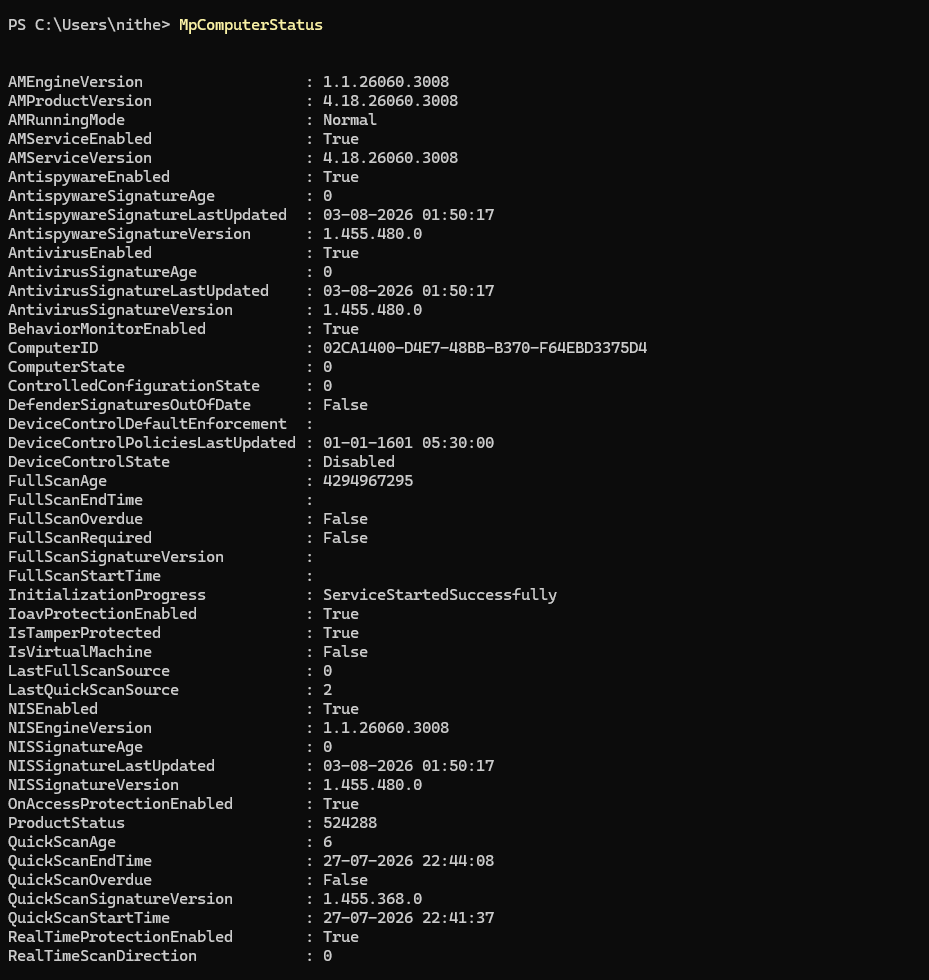 PS C:\Users\nithe> MpComputerStatus
AMEngineVersion : 1.1.26060.3008
AMProductVersion : 4.18.26060.3008
AMRunningMode : Normal
AMServiceEnabled : True
AMServiceVersion : 4.18.26060.3008
AntispywareEnabled : True
AntispywareSignatureAge : 0
AntispywareSignatureLastUpdated : 03-08-2026 01:50:17
AntispywareSignatureVersion : 1.455.480.0
AntivirusEnabled : True
AntivirusSignatureAge : 0
AntivirusSignatureLastUpdated : 03-08-2026 01:50:17
AntivirusSignatureVersion : 1.455.480.0
BehaviorMonitorEnabled : True
ComputerID : 02CA1400-D4E7-48BB-B370-F64EBD3375D4
ComputerState : 0
ControlledConfigurationState : 0
DefenderSignaturesOutOfDate : False
DeviceControlDefaultEnforcement :
DeviceControlPoliciesLastUpdated : 01-01-1601 05:30:00
DeviceControlState : Disabled
FullScanAge : 4294967295
FullScanEndTime :
FullScanOverdue : False
FullScanRequired : False
FullScanSignatureVersion :
FullScanStartTime :
InitializationProgress : ServiceStartedSuccessfully
IoavProtectionEnabled : True
IsTamperProtected : True
IsVirtualMachine : False
LastFullScanSource : 0
LastQuickScanSource : 2
NISEnabled : True
NISEngineVersion : 1.1.26060.3008
NISSignatureAge : 0
NISSignatureLastUpdated : 03-08-2026 01:50:17
NISSignatureVersion : 1.455.480.0
OnAccessProtectionEnabled : True
ProductStatus : 524288
QuickScanAge : 6
QuickScanEndTime : 27-07-2026 22:44:08
QuickScanOverdue : False
QuickScanSignatureVersion : 1.455.368.0
QuickScanStartTime : 27-07-2026 22:41:37
RealTimeProtectionEnabled : True
RealTimeScanDirection : 0